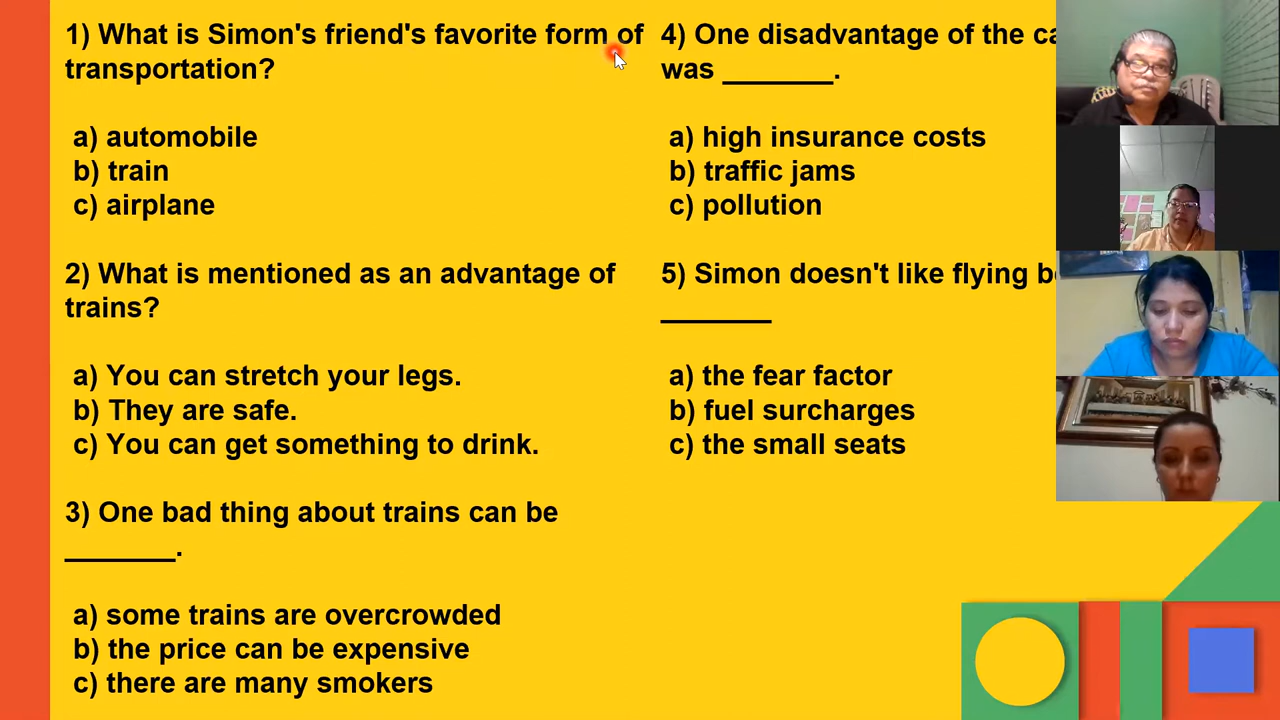 1) What is Simon's friend's favorite form of
transportation?
a) automobile
b) train
c) airplane
2) What is mentioned as an advantage of
trains?
a) You can stretch your legs.
b) They are safe.
c) You can get something to drink.
3) One bad thing about trains can be
_______.
a) some trains are overcrowded
b) the price can be expensive
c) there are many smokers
4) One disadvantage of the
was _______.
a) high insurance costs
b) traffic jams
c) pollution
5) Simon doesn't like flying
_______
a) the fear factor
b) fuel surcharges
c) the small seats